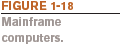 FIGURE 1-18
Mainframe
computers.